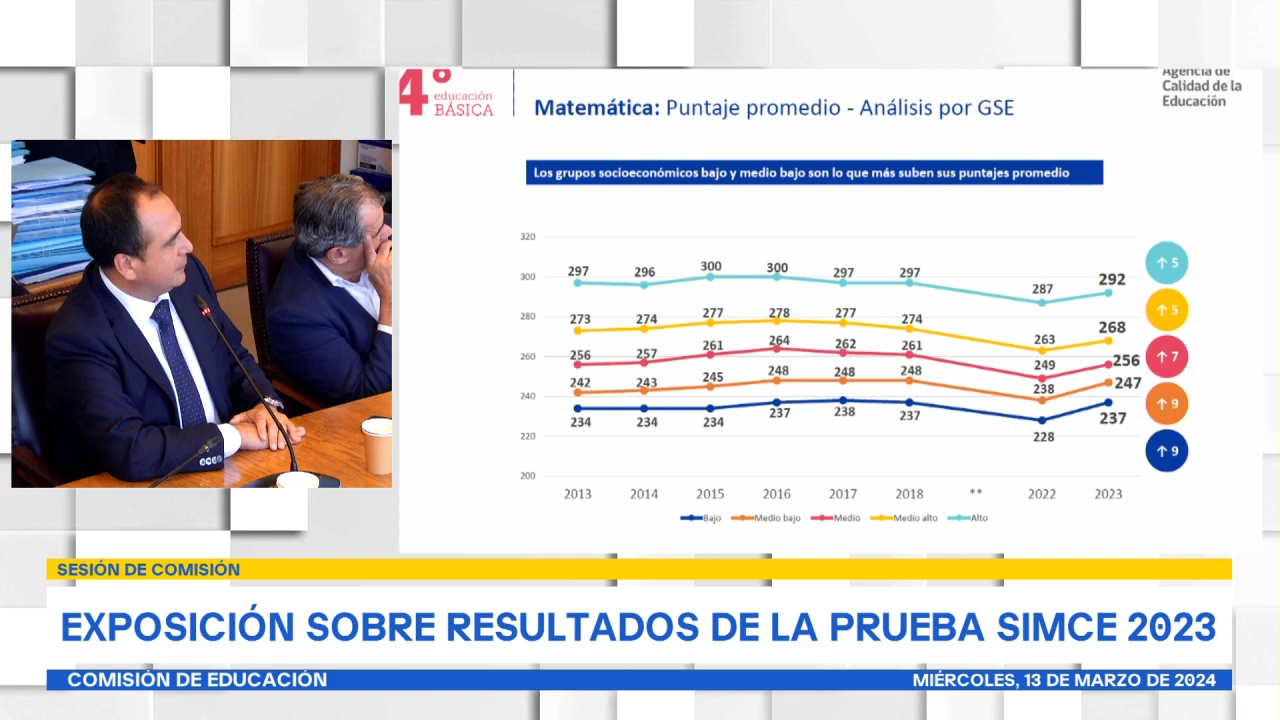 4°
educación
BÁSICA
Matemática: Puntaje promedio - Análisis por GSE
Agencia de
Calidad de la
Educación
Los grupos socioeconómicos bajo y medio bajo son lo que más suben sus puntajes promedio
320
300
280
260
240
220
200
297 296 300 300 297 297 287 292
273 274 277 278 277 274 263 268
256 257 261 264 262 261 249 256
242 243 245 248 248 248 238 247
234 234 234 237 238 237 228 237
↑ 5
↑ 5
↑ 7
↑ 9
↑ 9
2013 2014 2015 2016 2017 2018 ** 2022 2023
Bajo Medio bajo Medio Medio alto Alto
SESIÓN DE COMISIÓN
EXPOSICIÓN SOBRE RESULTADOS DE LA PRUEBA SIMCE 2023
COMISIÓN DE EDUCACIÓN
MIÉRCOLES, 13 DE MARZO DE 2024